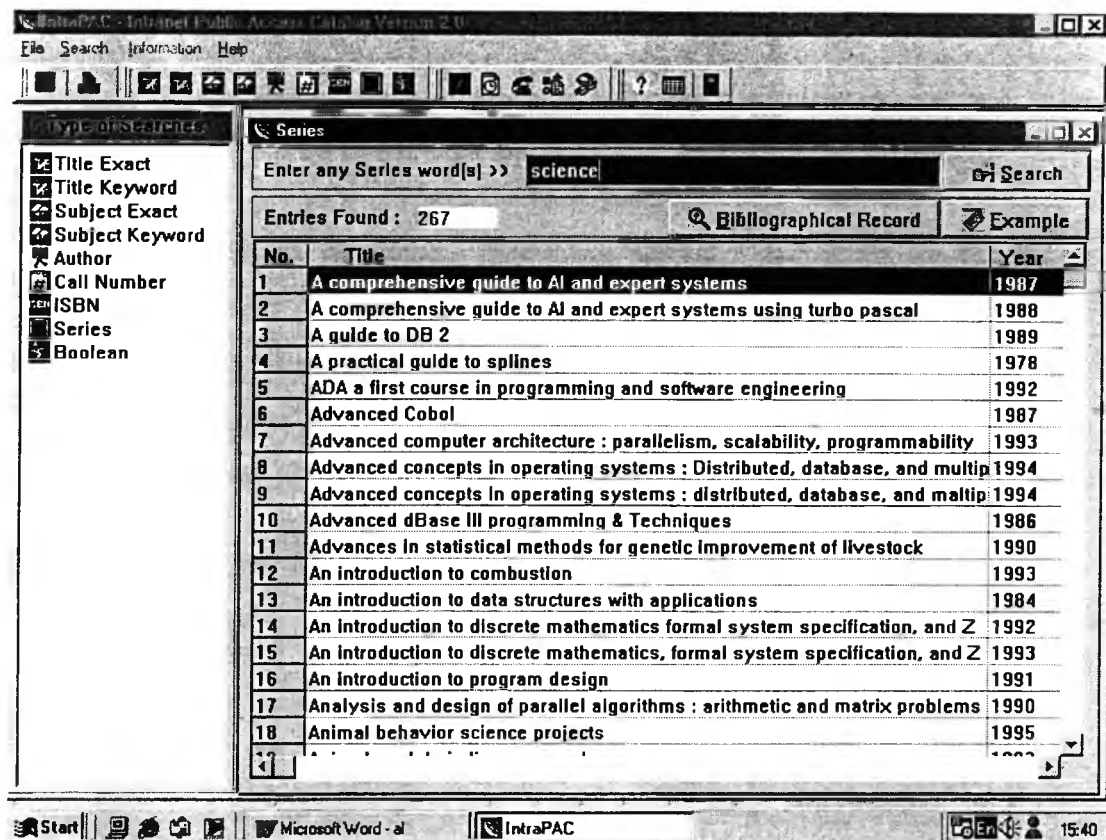 IntraPAC - Intranet Public Access Catalog Version 2.0
File Search Information Help
Type of Searches
Title Exact
Title Keyword
Subject Exact
Subject Keyword
Author
Call Number
ISBN
Series
Boolean
Series
Enter any Series word[s] >> science Search
Entries Found : 267 Bibliographical Record Example
No. Title Year
1 A comprehensive guide to AI and expert systems 1987
2 A comprehensive guide to AI and expert systems using turbo pascal 1988
3 A guide to DB 2 1989
4 A practical guide to splines 1978
5 ADA a first course in programming and software engineering 1992
6 Advanced Cobol 1987
7 Advanced computer architecture : parallelism, scalability, programmability 1993
8 Advanced concepts in operating systems : Distributed, database, and multip 1994
9 Advanced concepts in operating systems : distributed, database, and maltip 1994
10 Advanced dBase III programming & Techniques 1986
11 Advances in statistical methods for genetic improvement of livestock 1990
12 An introduction to combustion 1993
13 An introduction to data structures with applications 1984
14 An introduction to discrete mathematics formal system specification, and Z 1992
15 An introduction to discrete mathematics, formal system specification, and Z 1993
16 An introduction to program design 1991
17 Analysis and design of parallel algorithms : arithmetic and matrix problems 1990
18 Animal behavior science projects 1995
Start Microsoft Word - al IntraPAC En 15:40